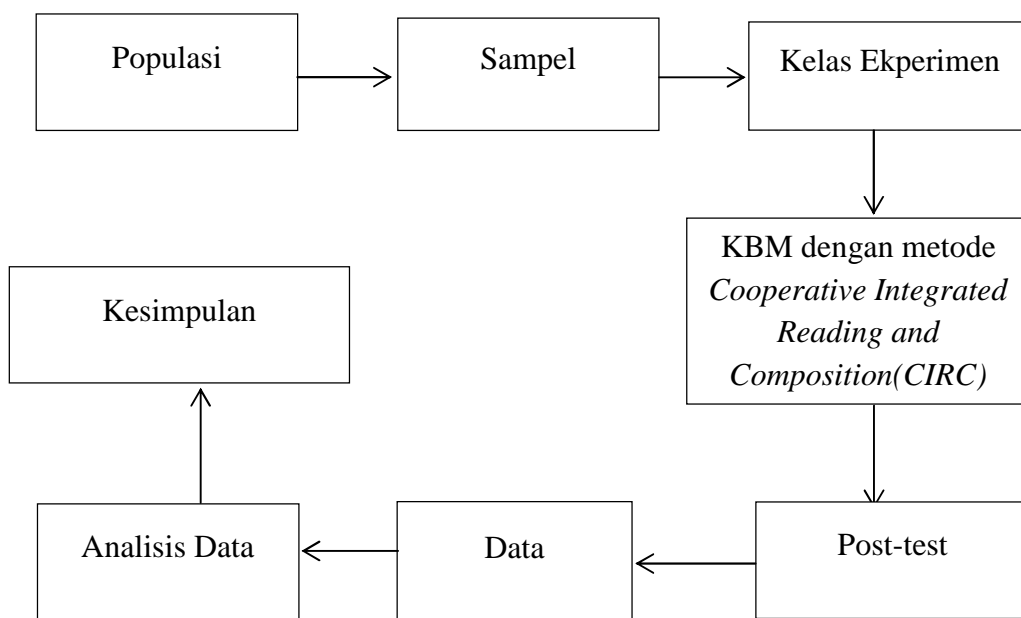 Populasi
Sampel
Kelas Ekperimen
KBM dengan metode
Cooperative Integrated
Reading and
Composition(CIRC)
Kesimpulan
Analisis Data
Data
Post-test